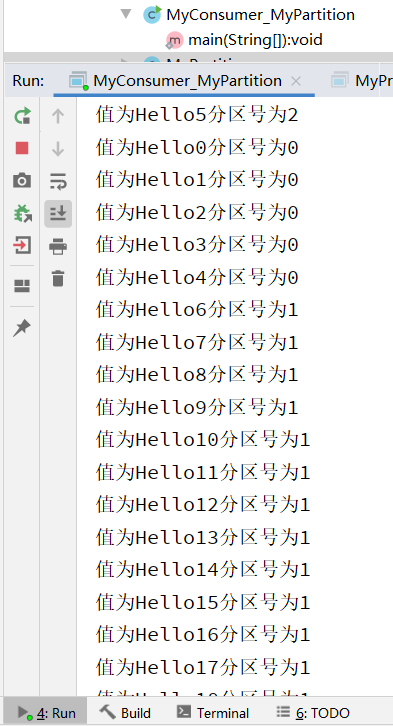 MyConsumer_MyPartition
main(String[]):void
Run:
MyConsumer_MyPartition
MyPr
值为Hello5分区号为2
值为Hello0分区号为0
值为Hello1分区号为0
值为Hello2分区号为0
值为Hello3分区号为0
值为Hello4分区号为0
值为Hello6分区号为1
值为Hello7分区号为1
值为Hello8分区号为1
值为Hello9分区号为1
值为Hello10分区号为1
值为Hello11分区号为1
值为Hello12分区号为1
值为Hello13分区号为1
值为Hello14分区号为1
值为Hello15分区号为1
值为Hello16分区号为1
值为Hello17分区号为1
4: Run Build Terminal 6: TODO